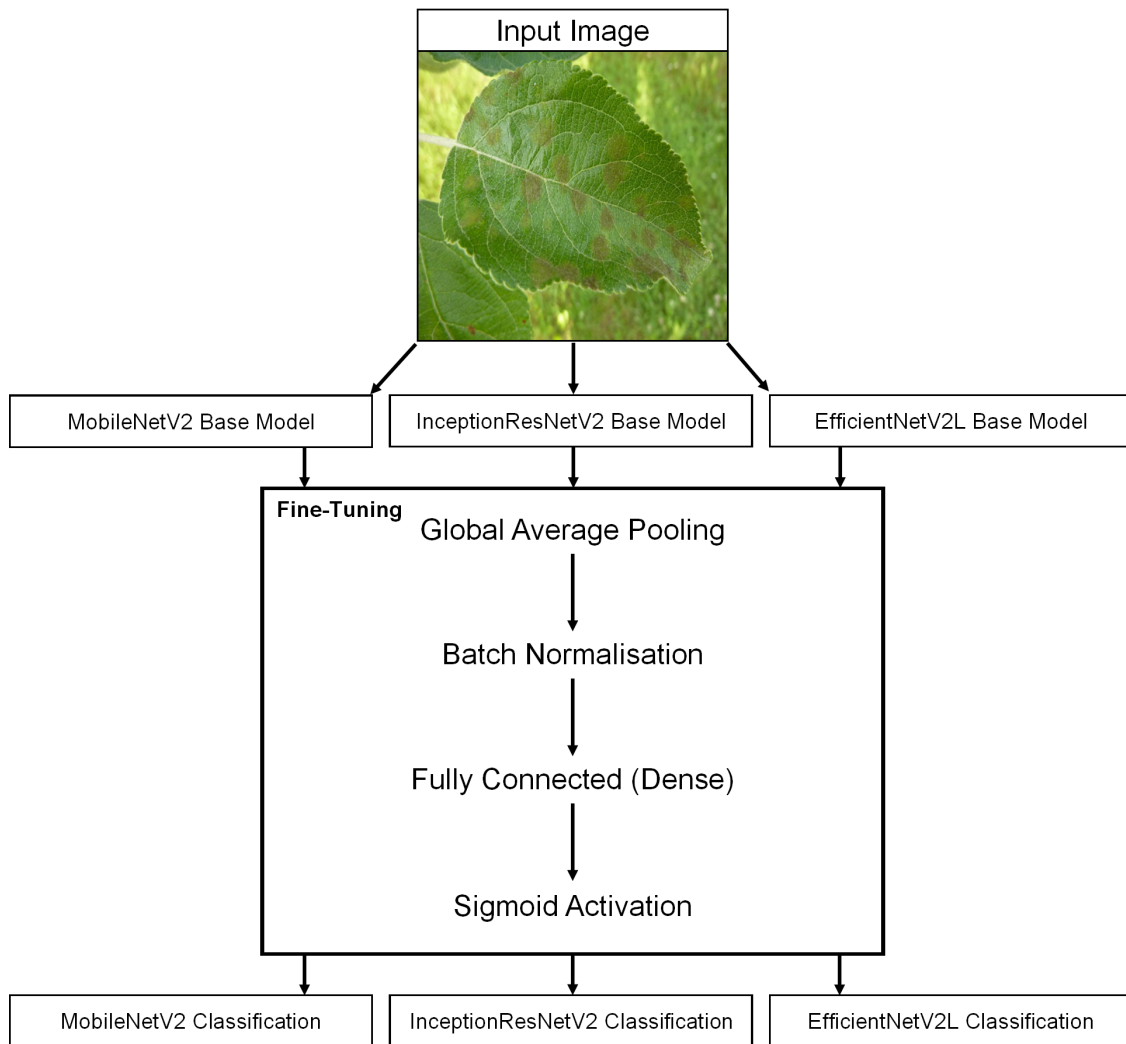 Input Image
MobileNetV2 Base Model
InceptionResNetV2 Base Model
EfficientNetV2L Base Model
Fine-Tuning
Global Average Pooling
Batch Normalisation
Fully Connected (Dense)
Sigmoid Activation
MobileNetV2 Classification
InceptionResNetV2 Classification
EfficientNetV2L Classification